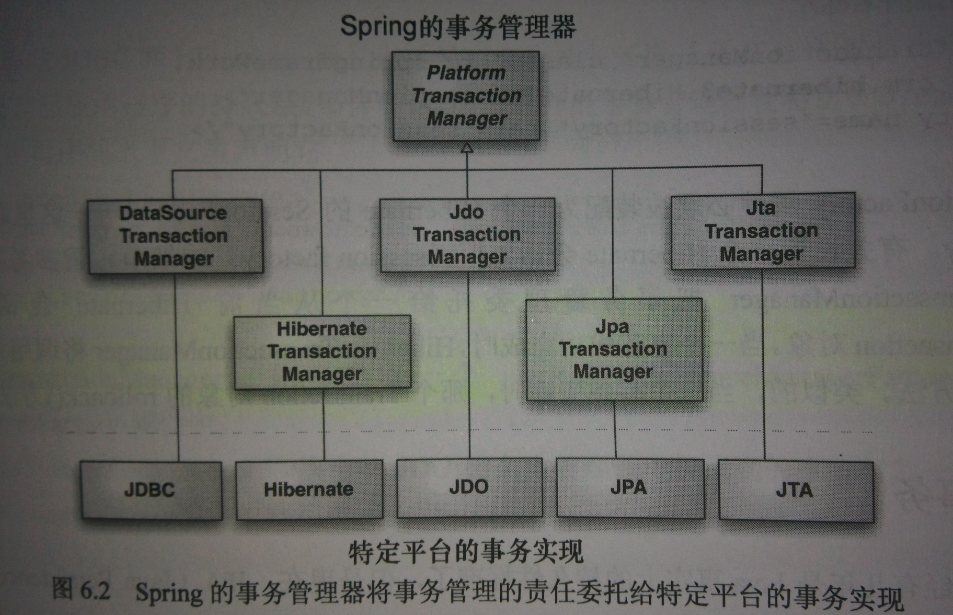 Spring的事务管理器
Platform
Transaction
Manager
DataSource
Transaction
Manager
Jdo
Transaction
Manager
Jta
Transaction
Manager
Hibernate
Transaction
Manager
Jpa
Transaction
Manager
JDBC
Hibernate
JDO
JPA
JTA
特定平台的事务实现
图 6.2 Spring 的事务管理器将事务管理的责任委托给特定平台的事务实现